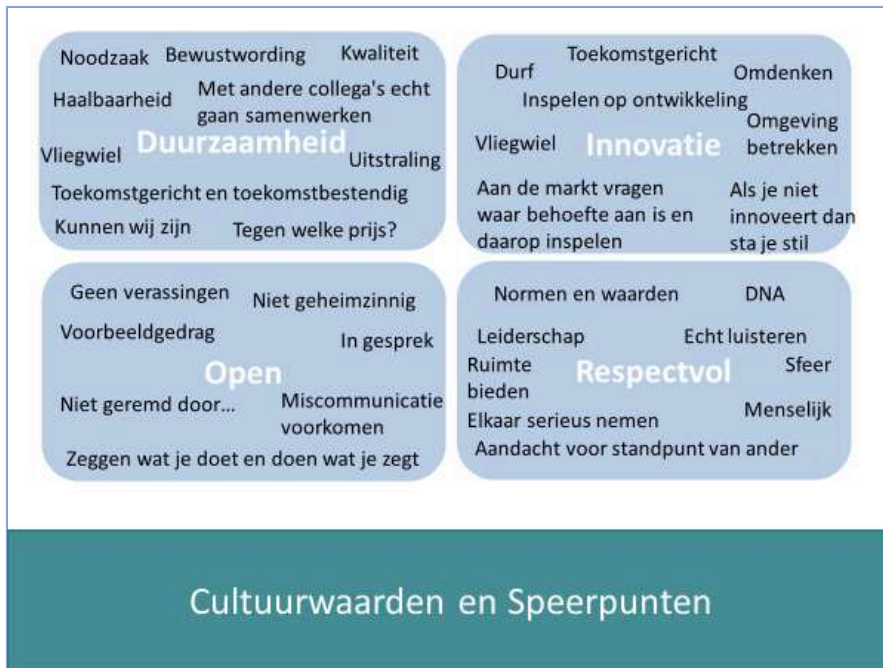 Noodzaak Bewustwording Kwaliteit
Haalbaarheid
Met andere collega's echt
gaan samenwerken
Vliegwiel
Duurzaamheid
Uitstraling
Toekomstgericht en toekomstbestendig
Kunnen wij zijn
Tegen welke prijs?
Toekomstgericht
Durf
Omdenken
Inspelen op ontwikkeling
Vliegwiel
Innovatie
Omgeving
betrekken
Aan de markt vragen
waar behoefte aan is en
daarop inspelen
Als je niet
innoveert dan
sta je stil
Geen verassingen
Niet geheimzinnig
Voorbeeldgedrag
In gesprek
Open
Niet geremd door...
Miscommunicatie
voorkomen
Zeggen wat je doet en doen wat je zegt
Normen en waarden
DNA
Leiderschap
Echt luisteren
Ruimte
bieden
Respectvol
Sfeer
Elkaar serieus nemen
Menselijk
Aandacht voor standpunt van ander
Cultuurwaarden en Speerpunten